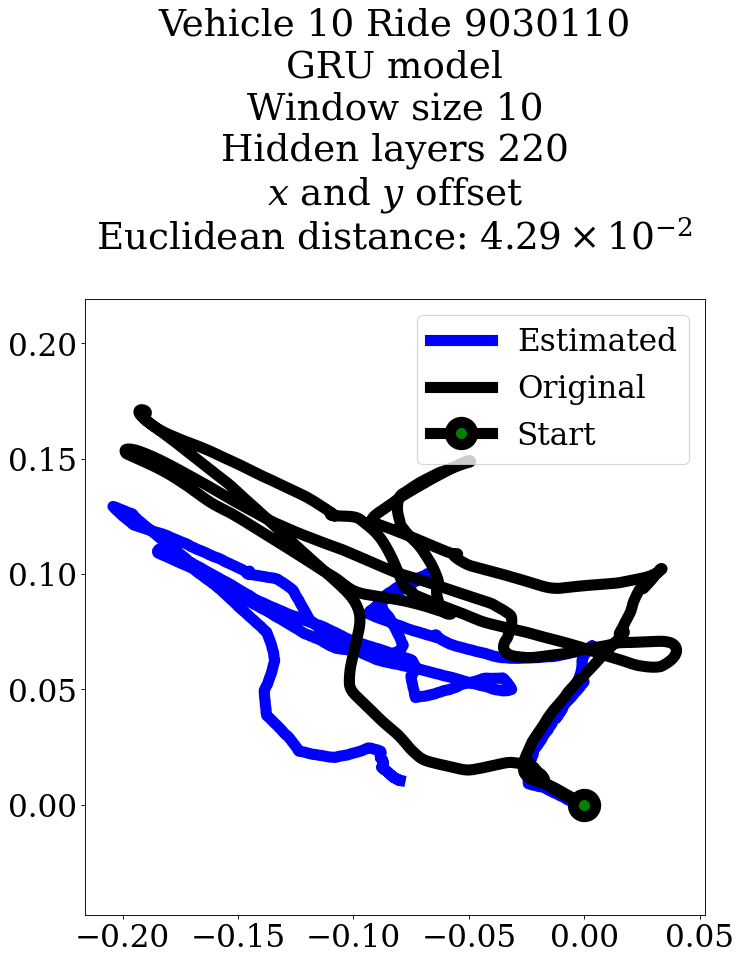 Vehicle 10 Ride 9030110
GRU model
Window size 10
Hidden layers 220
x and y offset
Euclidean distance: 4.29 × 10⁻²
Estimated
Original
Start
0.20
0.15
0.10
0.05
0.00
−0.20 −0.15 −0.10 −0.05 0.00 0.05